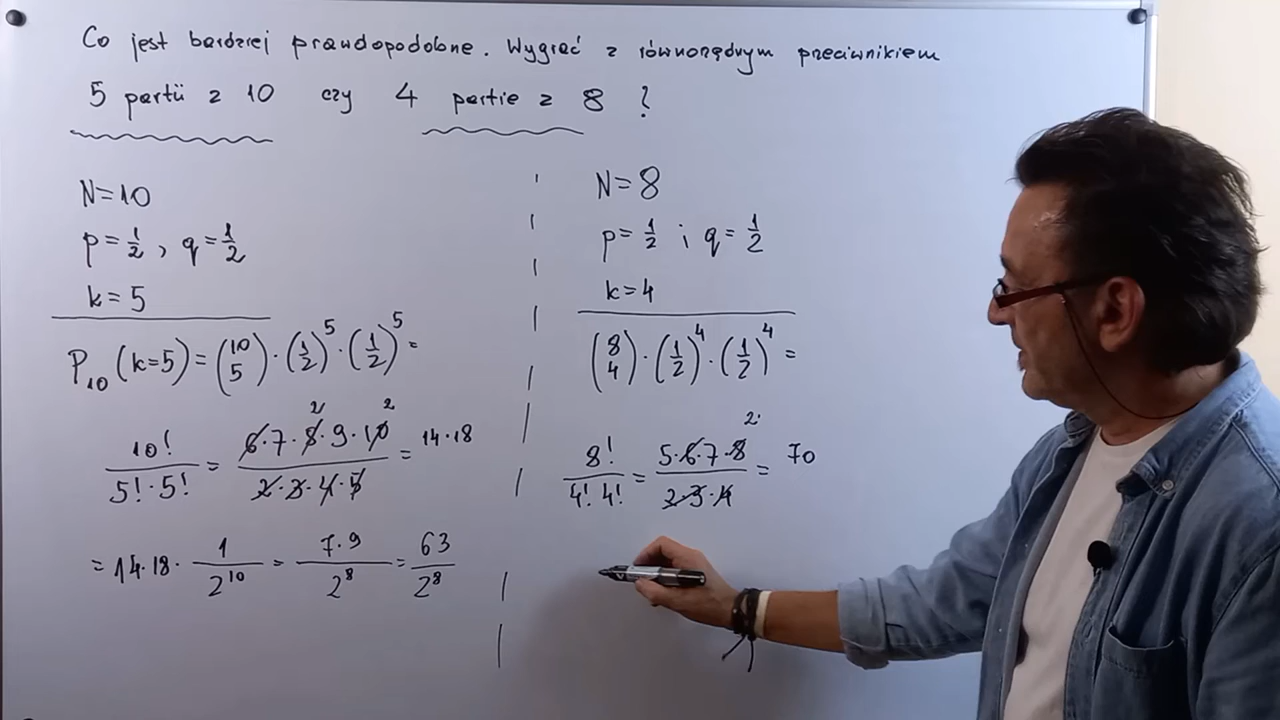 Co jest bardziej prawdopodobne. Wygrać z równorzędnym przeciwnikiem
5 partii z 10 czy 4 partie z 8 ?
N=10
p=1/2 , q=1/2
k=5
P₁₀(k=5)=(10 5)·(1/2)⁵·(1/2)⁵=
10!/(5!·5!) = (6·7·8·9·10)/(2·3·4·5) = 14·18
2 2
=14·18·1/2¹⁰ = 7·9/2⁸ = 63/2⁸
N=8
p=1/2 i q=1/2
k=4
(8 4)·(1/2)⁴·(1/2)⁴=
8!/(4! 4!) = (5·6·7·8)/(2·3·4) = 70
2·